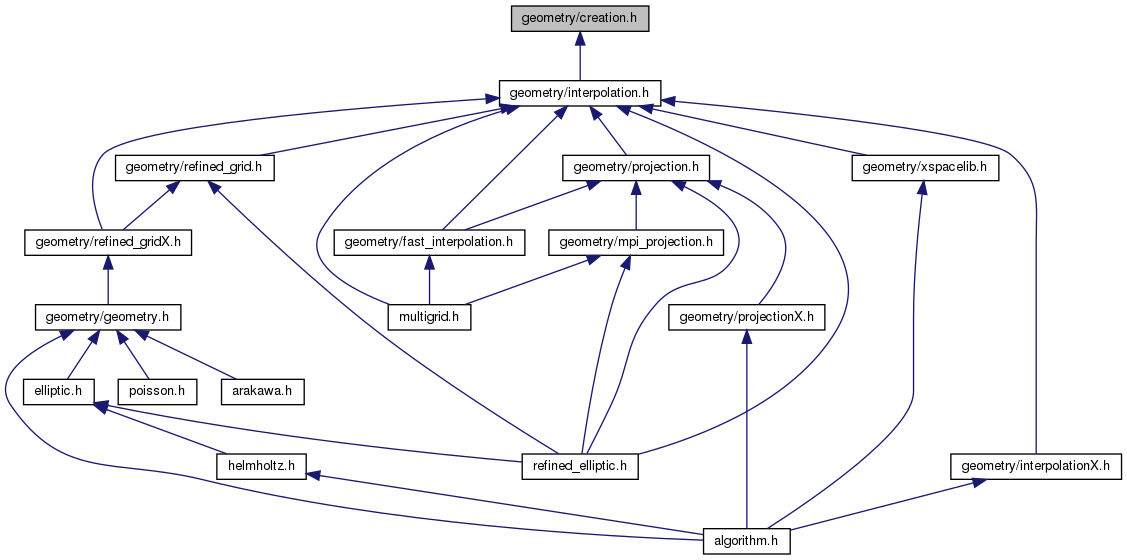 geometry/creation.h
geometry/interpolation.h
geometry/refined_grid.h
geometry/projection.h
geometry/xspacelib.h
geometry/refined_gridX.h
geometry/fast_interpolation.h
geometry/mpi_projection.h
geometry/geometry.h
multigrid.h
geometry/projectionX.h
elliptic.h
poisson.h
arakawa.h
helmholtz.h
refined_elliptic.h
geometry/interpolationX.h
algorithm.h